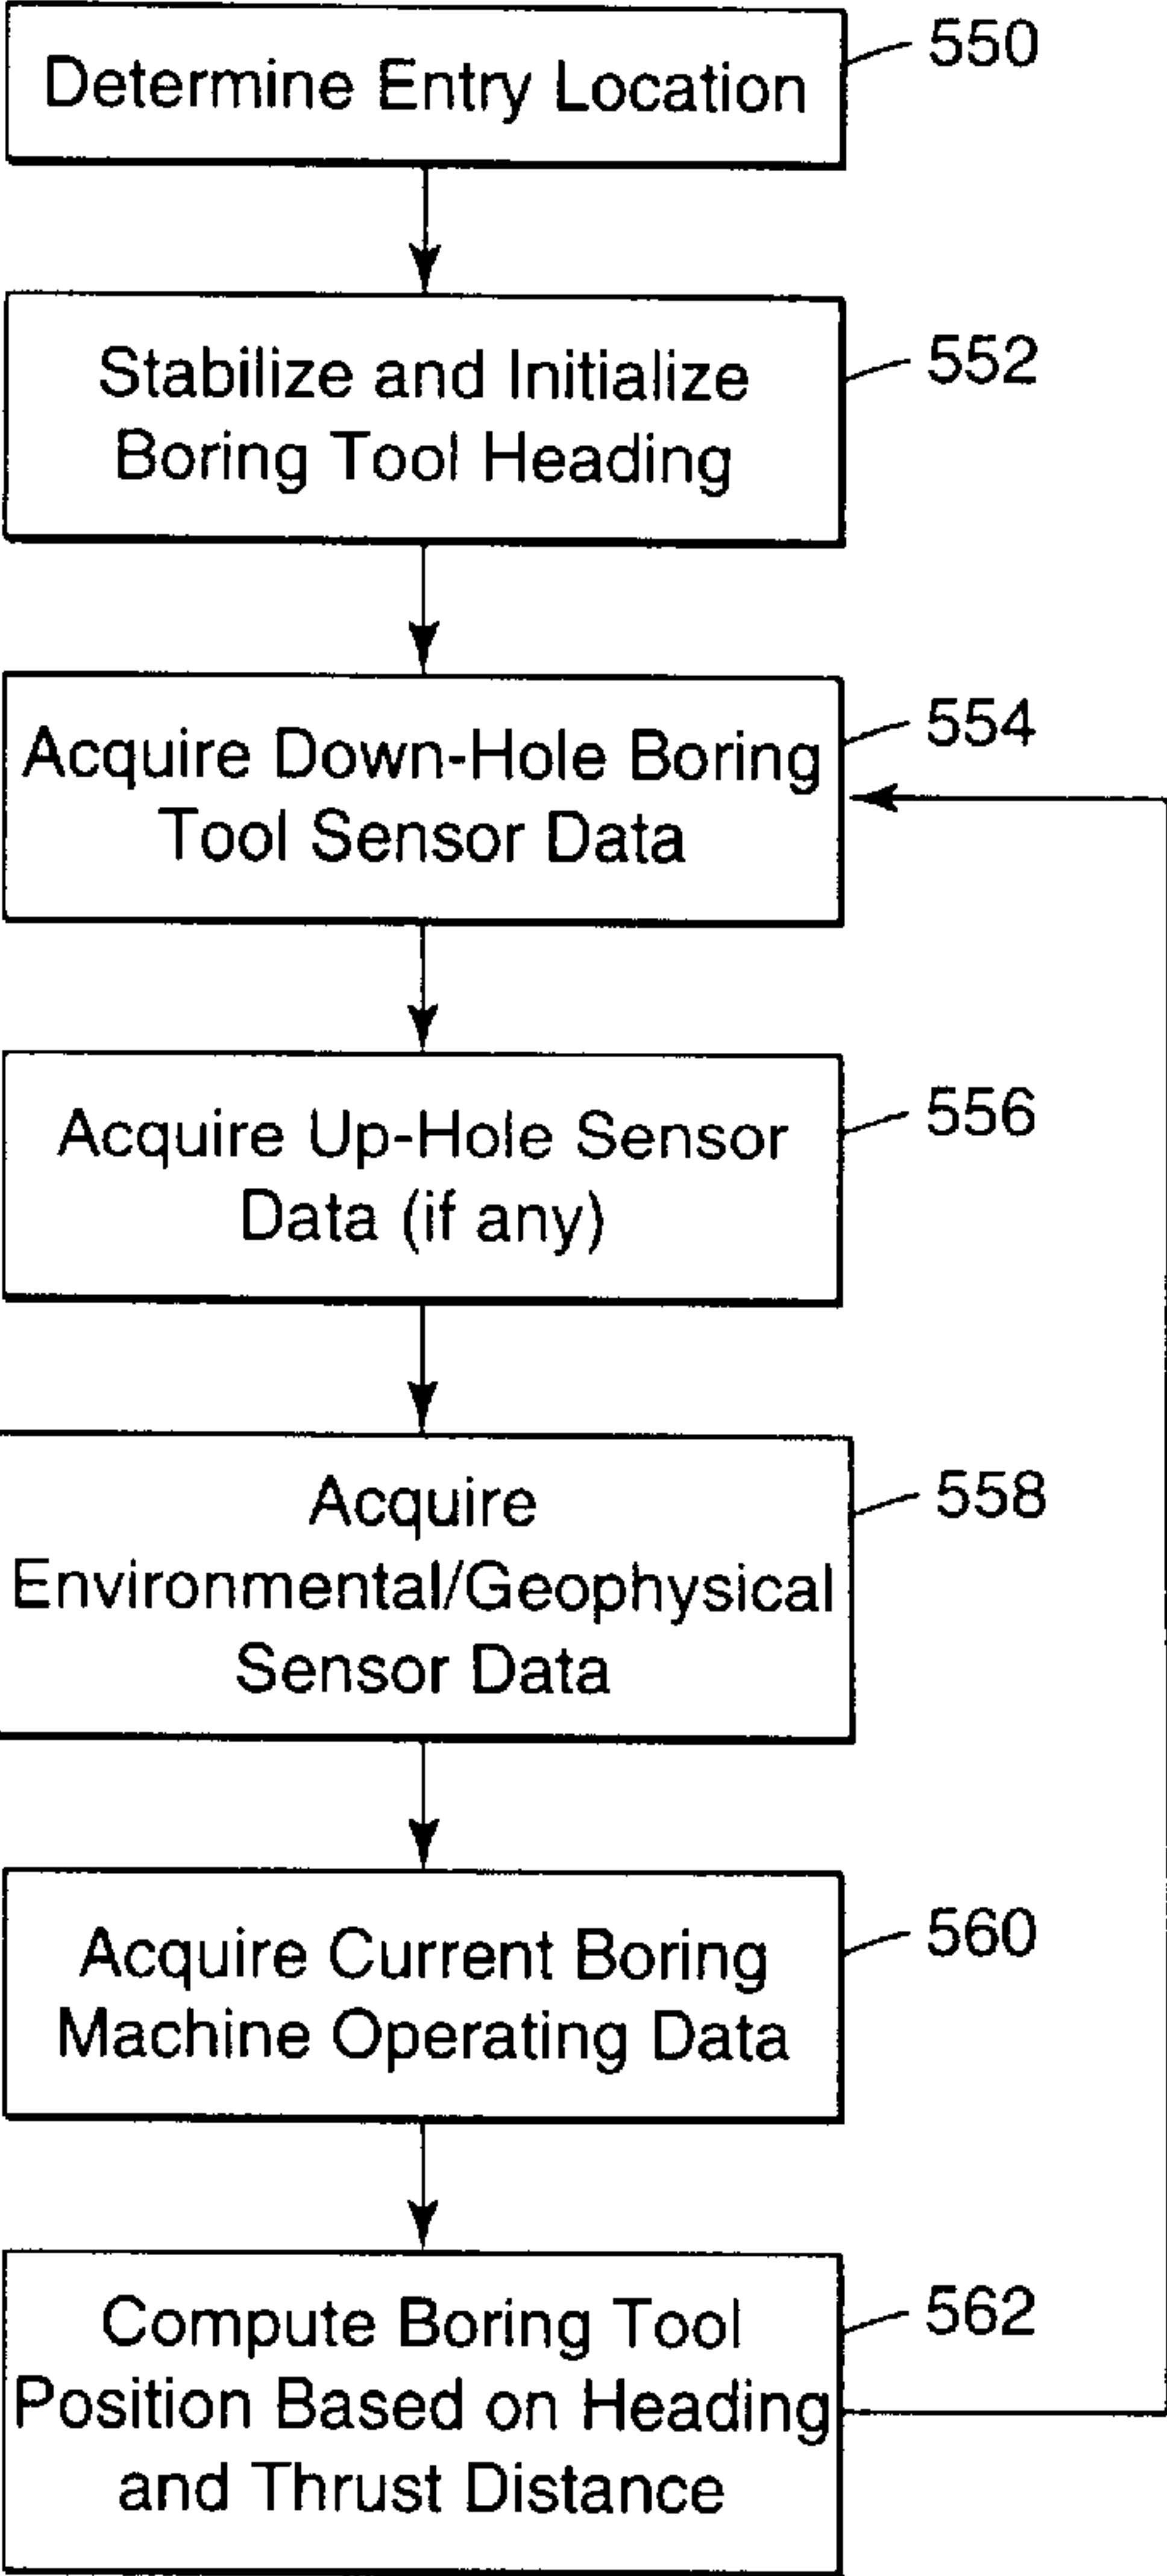 Determine Entry Location
550
Stabilize and Initialize
Boring Tool Heading
552
Acquire Down-Hole Boring
Tool Sensor Data
554
Acquire Up-Hole Sensor
Data (if any)
556
Acquire
Environmental/Geophysical
Sensor Data
558
Acquire Current Boring
Machine Operating Data
560
Compute Boring Tool
Position Based on Heading
and Thrust Distance
562